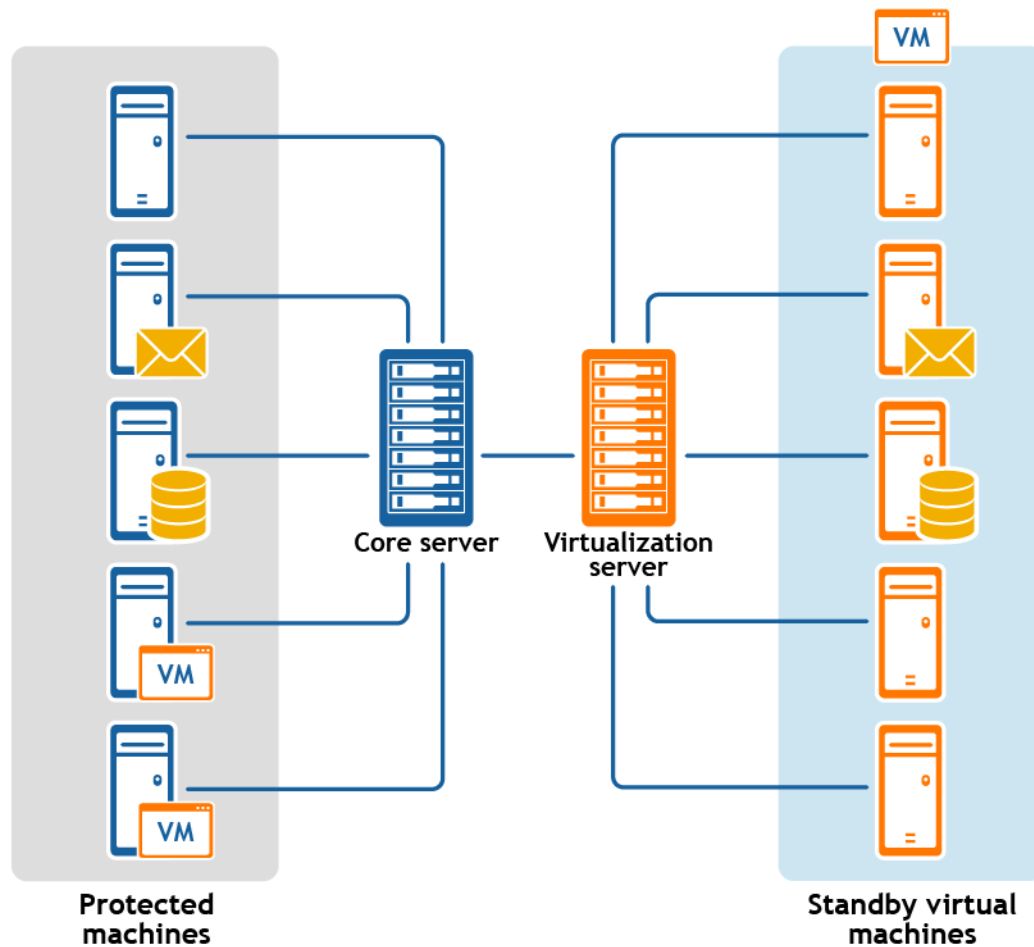 VM
Core server
Virtualization
server
VM
VM
Protected
machines
Standby virtual
machines